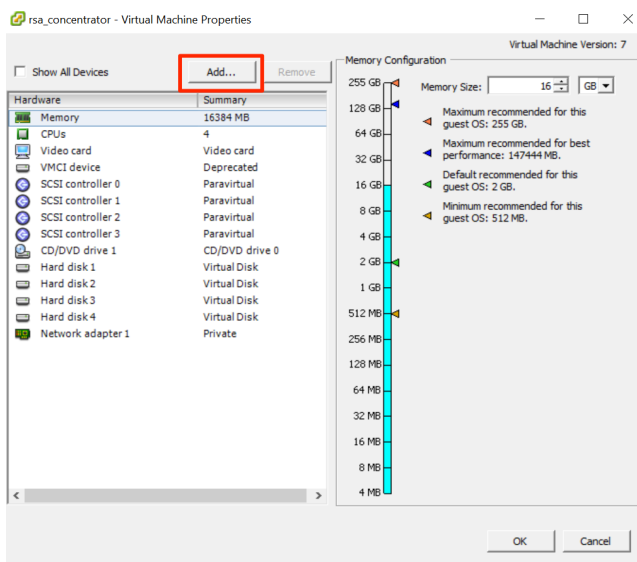 rsa_concentrator - Virtual Machine Properties
Virtual Machine Version: 7
Show All Devices
Add...
Remove
Hardware Summary
Memory 16384 MB
CPUs 4
Video card Video card
VMCI device Deprecated
SCSI controller 0 Paravirtual
SCSI controller 1 Paravirtual
SCSI controller 2 Paravirtual
SCSI controller 3 Paravirtual
CD/DVD drive 1 CD/DVD drive 0
Hard disk 1 Virtual Disk
Hard disk 2 Virtual Disk
Hard disk 3 Virtual Disk
Hard disk 4 Virtual Disk
Network adapter 1 Private
Memory Configuration
255 GB
128 GB
64 GB
32 GB
16 GB
8 GB
4 GB
2 GB
1 GB
512 MB
256 MB
128 MB
64 MB
32 MB
16 MB
8 MB
4 MB
Memory Size: 16 GB
Maximum recommended for this
guest OS: 255 GB.
Maximum recommended for best
performance: 147444 MB.
Default recommended for this
guest OS: 2 GB.
Minimum recommended for this
guest OS: 512 MB.
OK
Cancel